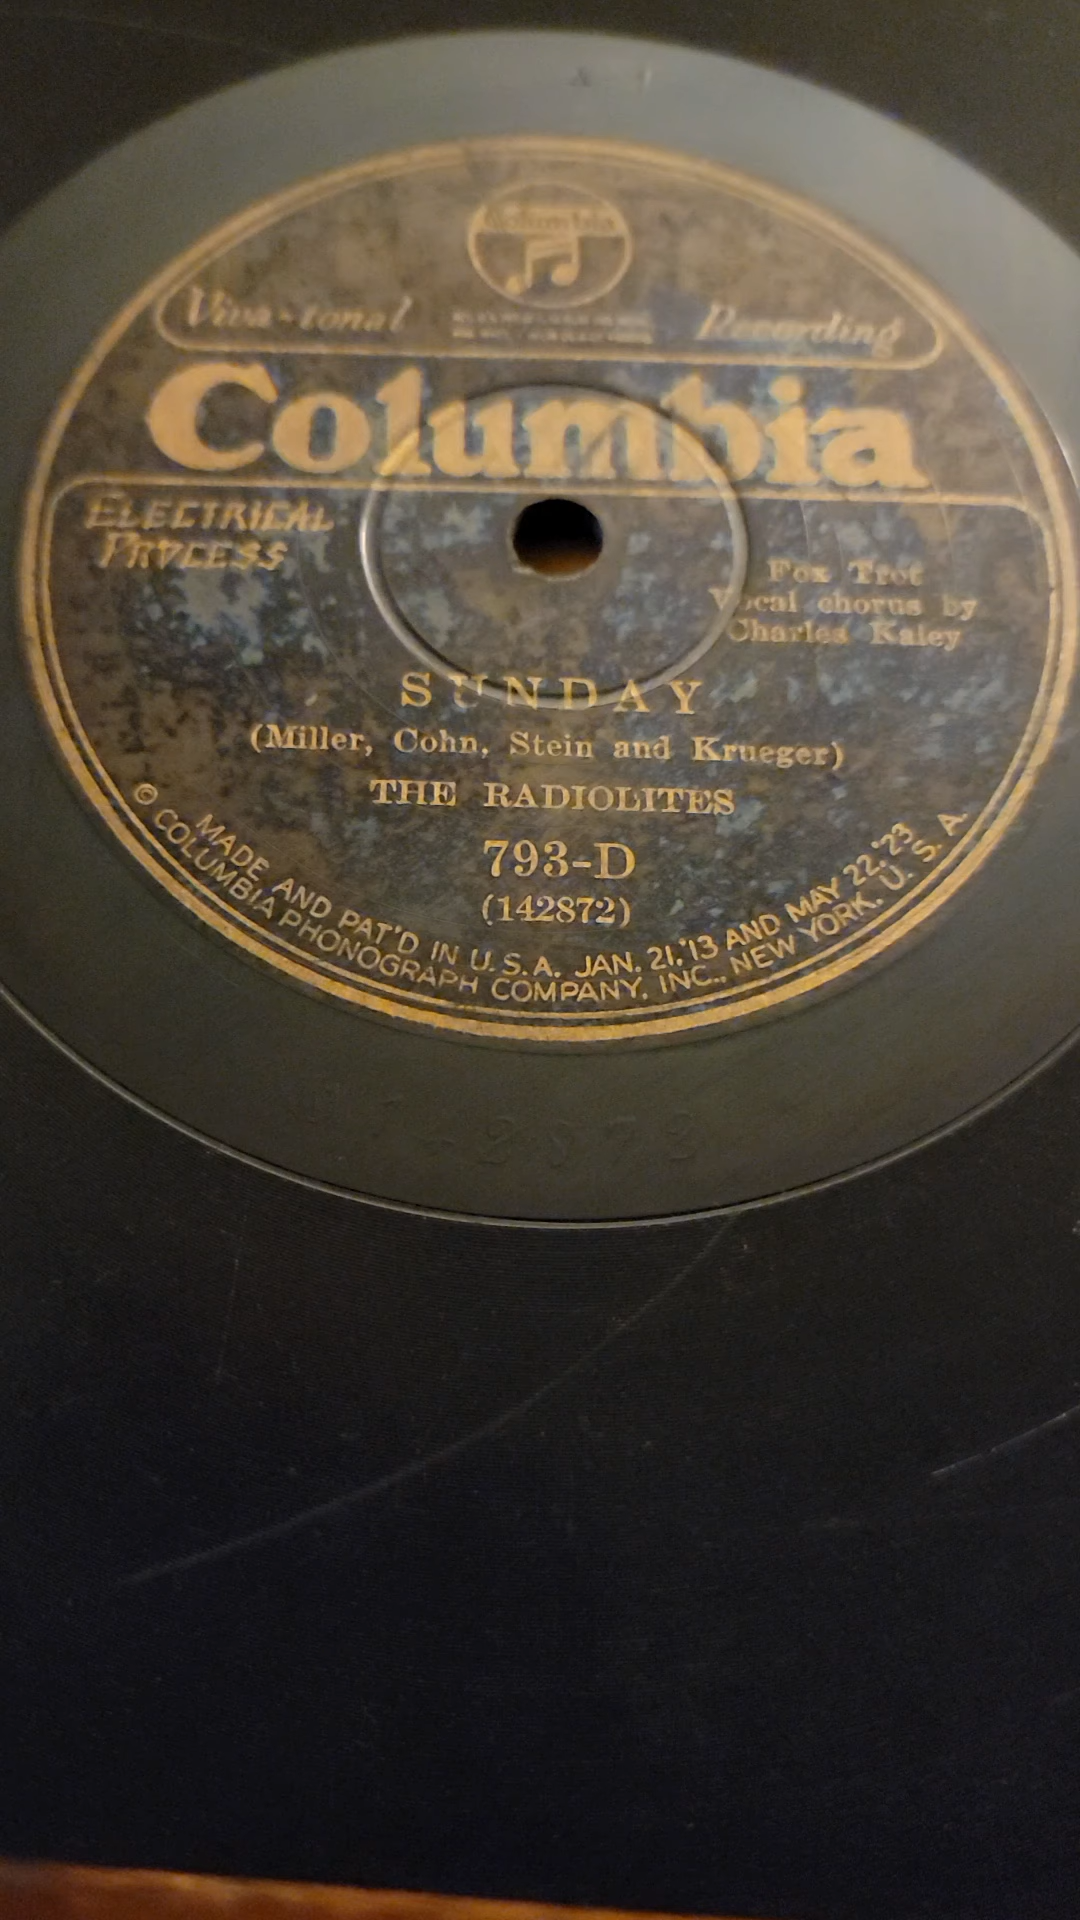 Columbia
Viva-tonal Recording
Columbia
ELECTRICAL
PROCESS
Fox Trot
Vocal chorus by
Charles Kaley
SUNDAY
(Miller, Cohn, Stein and Krueger)
THE RADIOLITES
793-D
(142872)
MADE AND PAT'D IN U.S.A. JAN. 21,'13 AND MAY 22,'23
© COLUMBIA PHONOGRAPH COMPANY, INC., NEW YORK, U.S.A.